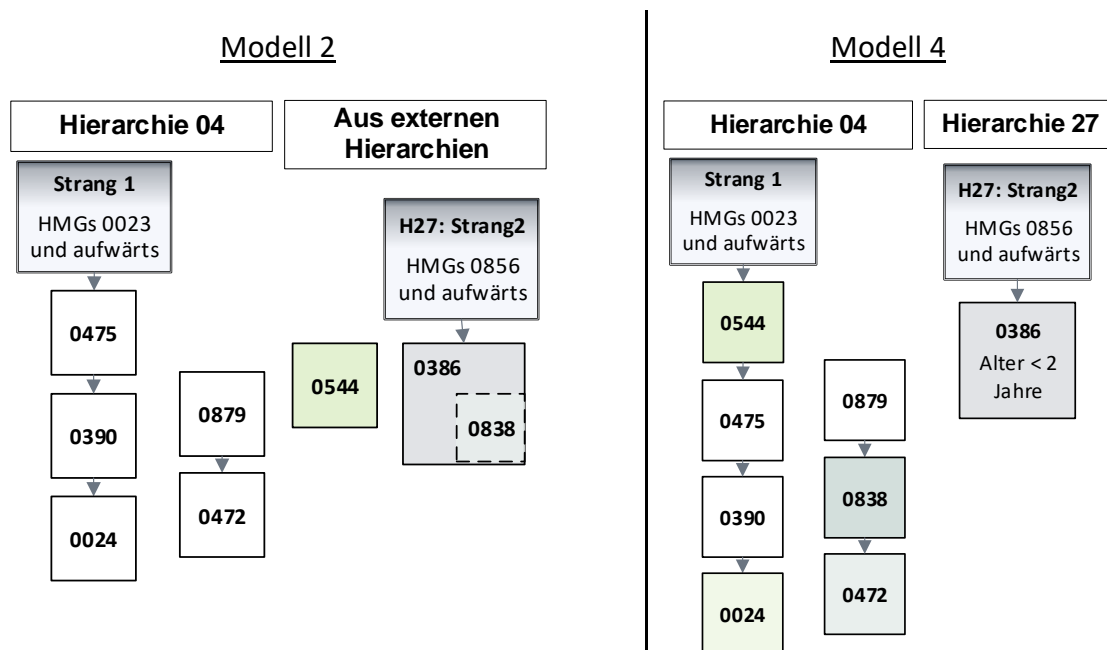 Modell 2
Hierarchie 04
Aus externen
Hierarchien
Strang 1
HMGs 0023
und aufwärts
H27: Strang2
HMGs 0856
und aufwärts
0475
0390
0024
0879
0472
0544
0386
0838
Modell 4
Hierarchie 04
Hierarchie 27
Strang 1
HMGs 0023
und aufwärts
H27: Strang2
HMGs 0856
und aufwärts
0544
0475
0390
0024
0879
0838
0472
0386
Alter < 2
Jahre